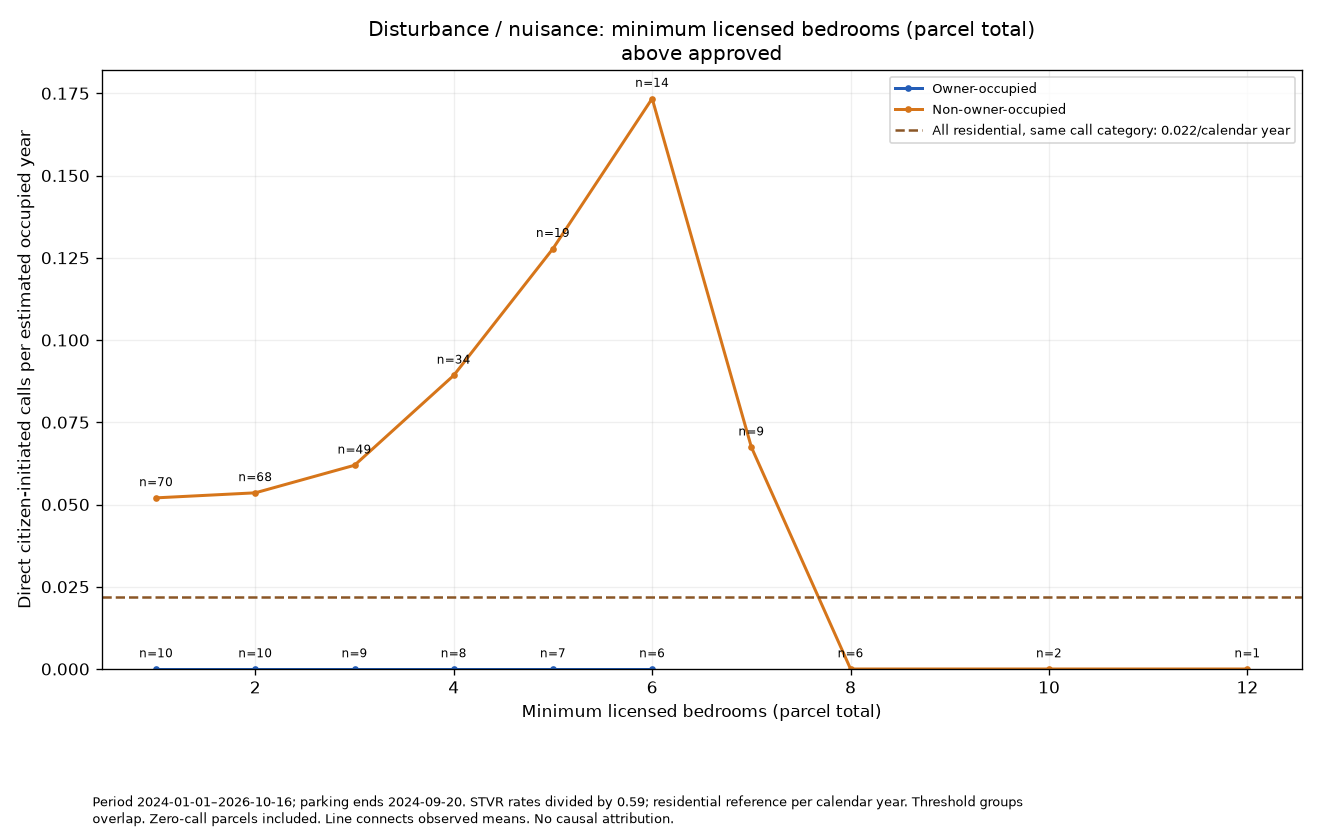 Disturbance / nuisance: minimum licensed bedrooms (parcel total)
above approved
Owner-occupied
Non-owner-occupied
All residential, same call category: 0.022/calendar year
Direct citizen-initiated calls per estimated occupied year
0.175
0.150
0.125
0.100
0.075
0.050
0.025
0.000
n=14
n=19
n=34
n=9
n=49
n=68
n=70
n=10
n=10
n=9
n=8
n=7
n=6
n=6
n=2
n=1
2
4
6
8
10
12
Minimum licensed bedrooms (parcel total)
Period 2024-01-01–2026-10-16; parking ends 2024-09-20. STVR rates divided by 0.59; residential reference per calendar year. Threshold groups
overlap. Zero-call parcels included. Line connects observed means. No causal attribution.